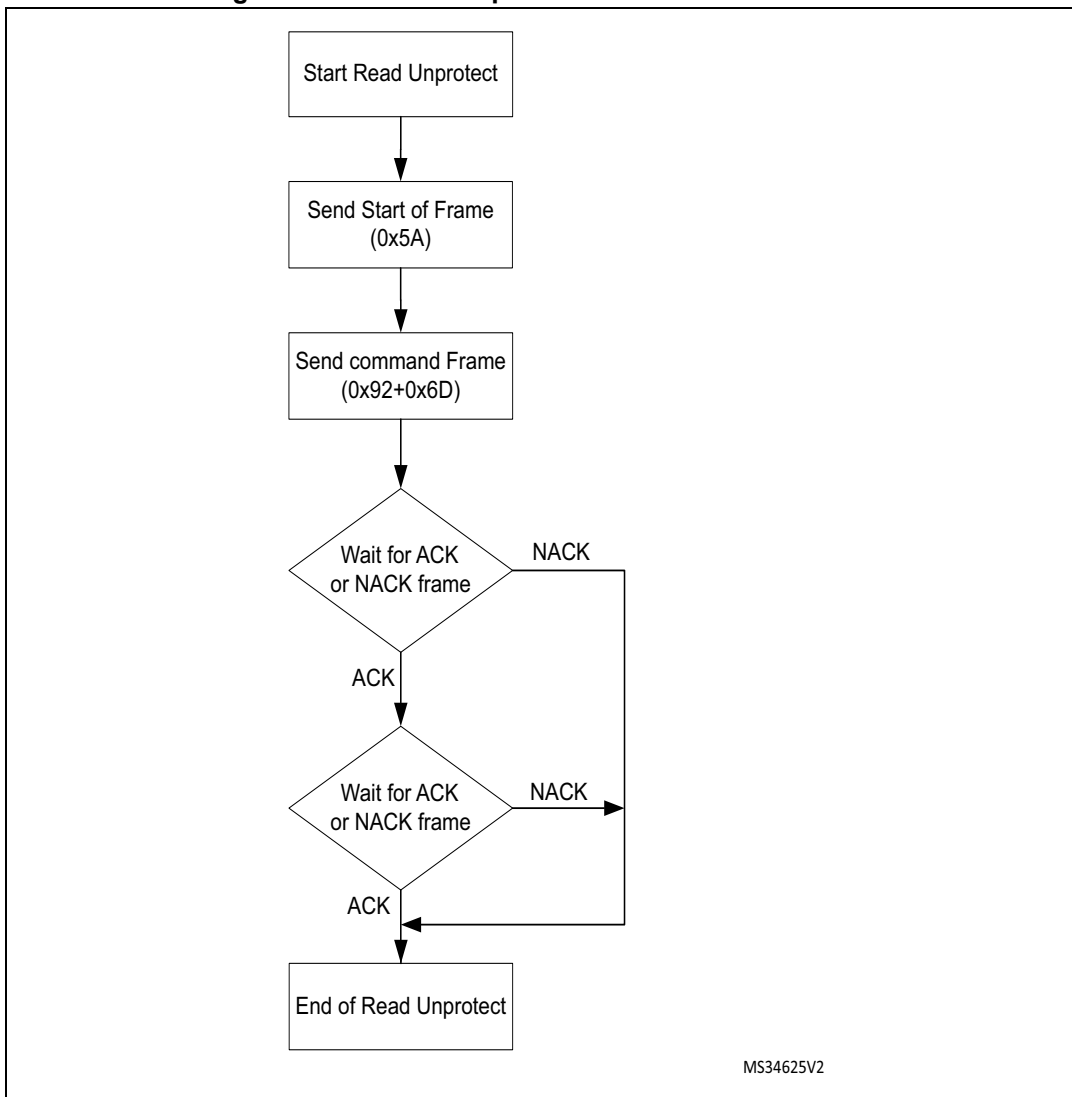 Start Read Unprotect
Send Start of Frame
(0x5A)
Send command Frame
(0x92+0x6D)
Wait for ACK
or NACK frame
NACK
ACK
Wait for ACK
or NACK frame
NACK
ACK
End of Read Unprotect
MS34625V2